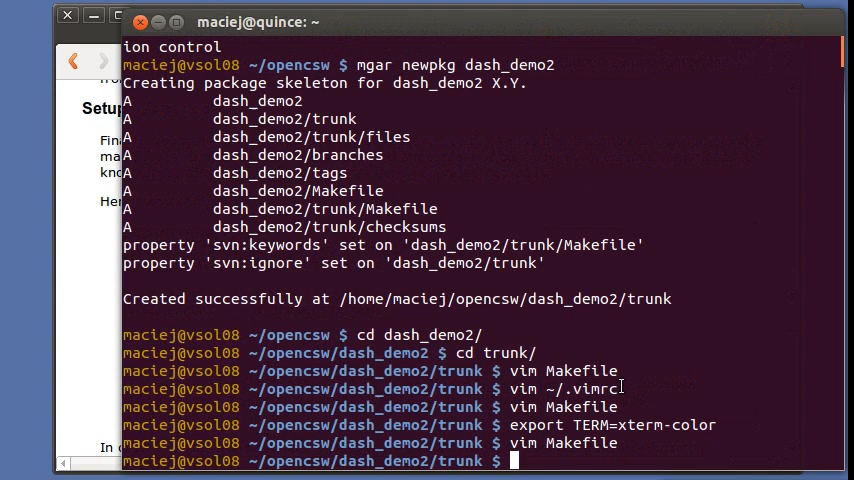 maciej@quince: ~
ion control
maciej@vsol08 ~/opencsw $ mgar newpkg dash_demo2
Creating package skeleton for dash_demo2 X.Y.
A dash_demo2
A dash_demo2/trunk
A dash_demo2/trunk/files
A dash_demo2/branches
A dash_demo2/tags
A dash_demo2/Makefile
A dash_demo2/trunk/Makefile
A dash_demo2/trunk/checksums
property 'svn:keywords' set on 'dash_demo2/trunk/Makefile'
property 'svn:ignore' set on 'dash_demo2/trunk'
Created successfully at /home/maciej/opencsw/dash_demo2/trunk
maciej@vsol08 ~/opencsw $ cd dash_demo2/
maciej@vsol08 ~/opencsw/dash_demo2 $ cd trunk/
maciej@vsol08 ~/opencsw/dash_demo2/trunk $ vim Makefile
maciej@vsol08 ~/opencsw/dash_demo2/trunk $ vim ~/.vimrc
maciej@vsol08 ~/opencsw/dash_demo2/trunk $ vim Makefile
maciej@vsol08 ~/opencsw/dash_demo2/trunk $ export TERM=xterm-color
maciej@vsol08 ~/opencsw/dash_demo2/trunk $ vim Makefile
maciej@vsol08 ~/opencsw/dash_demo2/trunk $
Setup
Fina
ma
kno
Her
In o